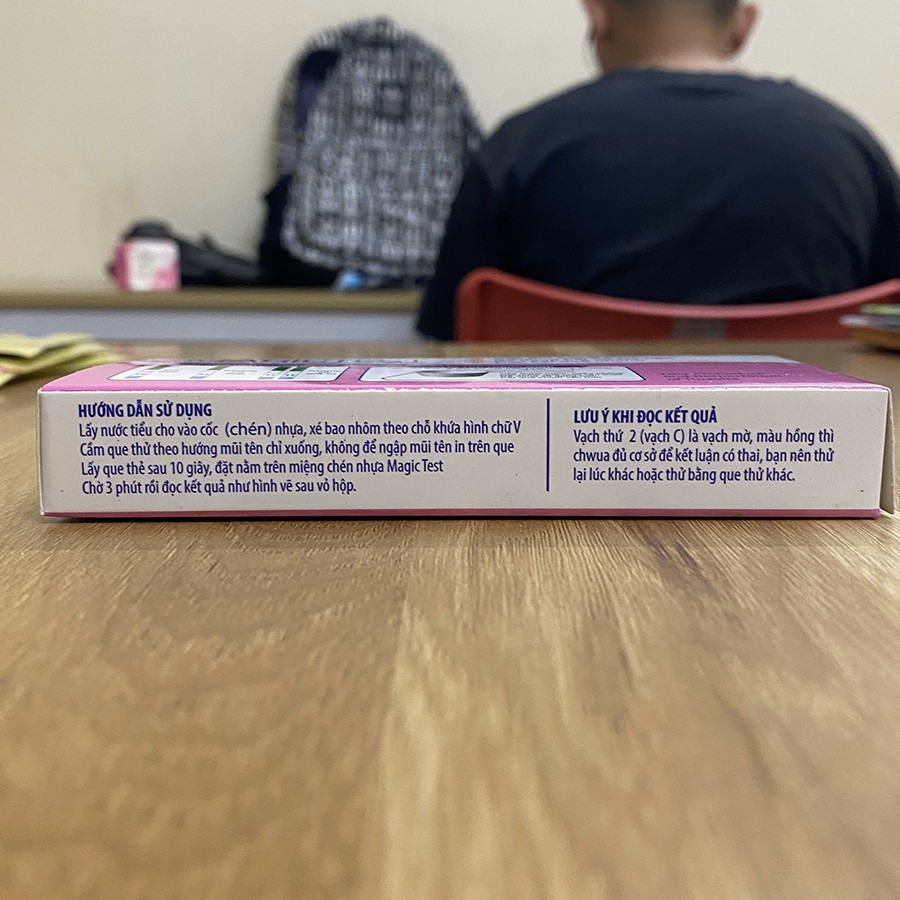 HƯỚNG DẪN SỬ DỤNG
Lấy nước tiểu cho vào cốc (chén) nhựa, xé bao nhôm theo chỗ khứa hình chữ V
Cầm que thử theo hướng mũi tên chỉ xuống, không để ngập mũi tên in trên que
Lấy que thẻ sau 10 giây, đặt nằm trên miệng chén nhựa Magic Test
Chờ 3 phút rồi đọc kết quả như hình vẽ sau vỏ hộp.
LƯU Ý KHI ĐỌC KẾT QUẢ
Vạch thứ 2 (vạch C) là vạch mờ, màu hồng thì
chwua đủ cơ sở để kết luận có thai, bạn nên thử
lại lúc khác hoặc thử bằng que thử khác.